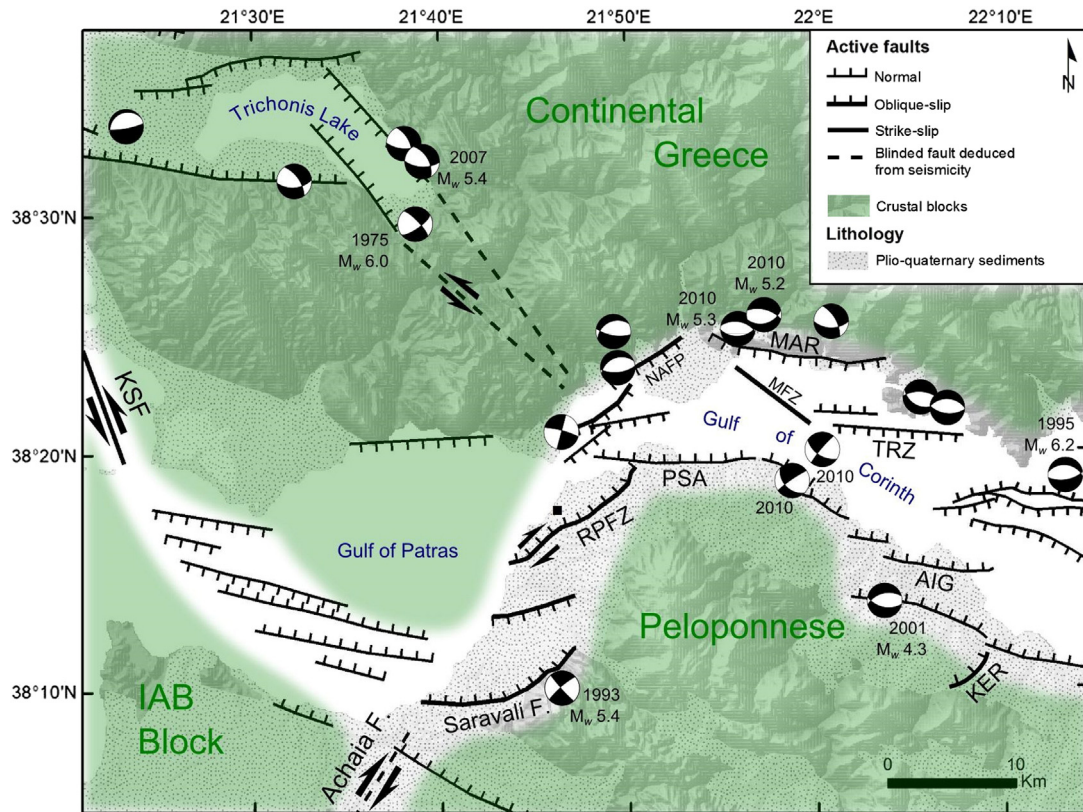 21°30'E
21°40'E
21°50'E
22°E
22°10'E
38°30'N
38°20'N
38°10'N
Active faults
Normal
Oblique-slip
Strike-slip
Blinded fault deduced
from seismicity
Crustal blocks
Lithology
Plio-quaternary sediments
N
Trichonis Lake
Continental
Greece
2007
Mw 5.4
1975
Mw 6.0
2010
Mw 5.2
2010
Mw 5.3
MAR
NAFP
MFZ
KSF
Gulf of Corinth
TRZ
1995
Mw 6.2
PSA
2010
2010
RPFZ
Gulf of Patras
AIG
Peloponnese
2001
Mw 4.3
KER
IAB
Block
Saravali F.
1993
Mw 5.4
Achaia F.
0
10
Km